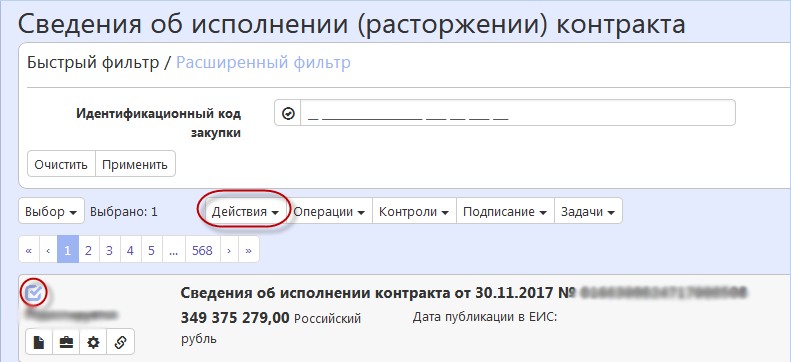 Сведения об исполнении (расторжении) контракта
Быстрый фильтр / Расширенный фильтр
Идентификационный код
закупки
Очистить Применить
Выбор Выбрано: 1 Действия Операции Контроли Подписание Задачи
« ‹ 1 2 3 4 5 ... 568 › »
Сведения об исполнении контракта от 30.11.2017 №
349 375 279,00 Российский
рубль
Дата публикации в ЕИС: